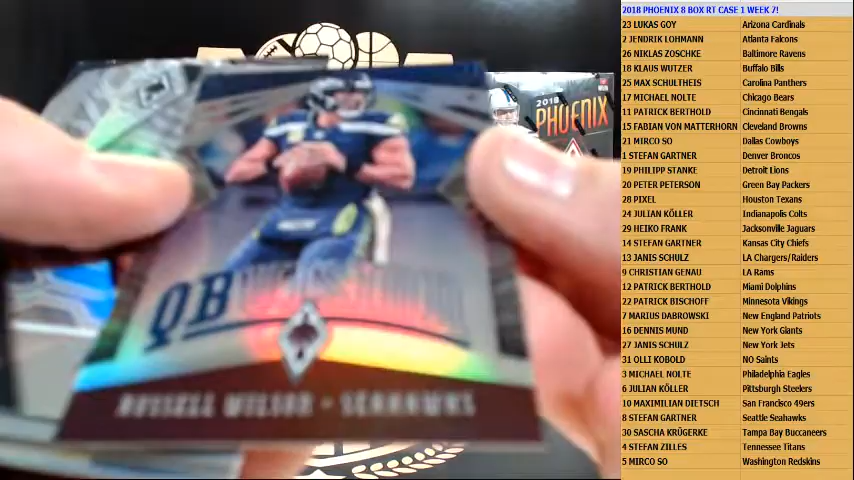 2018
PHOENIX
QB
RUSSELL WILSON • SEAHAWKS
2018 PHOENIX 8 BOX RT CASE 1 WEEK 7!
23 LUKAS GOY Arizona Cardinals
2 JENDRIK LOHMANN Atlanta Falcons
26 NIKLAS ZOSCHKE Baltimore Ravens
18 KLAUS WUTZER Buffalo Bills
25 MAX SCHULTHEIS Carolina Panthers
17 MICHAEL NOLTE Chicago Bears
11 PATRICK BERTHOLD Cincinnati Bengals
15 FABIAN VON MATTERHORN Cleveland Browns
21 MIRCO SO Dallas Cowboys
1 STEFAN GARTNER Denver Broncos
19 PHILIPP STANKE Detroit Lions
20 PETER PETERSON Green Bay Packers
28 PIXEL Houston Texans
24 JULIAN KÖLLER Indianapolis Colts
29 HEIKO FRANK Jacksonville Jaguars
14 STEFAN GARTNER Kansas City Chiefs
13 JANIS SCHULZ LA Chargers/Raiders
9 CHRISTIAN GENAU LA Rams
12 PATRICK BERTHOLD Miami Dolphins
22 PATRICK BISCHOFF Minnesota Vikings
7 MARIUS DABROWSKI New England Patriots
16 DENNIS MUND New York Giants
27 JANIS SCHULZ New York Jets
31 OLLI KOBOLD NO Saints
3 MICHAEL NOLTE Philadelphia Eagles
6 JULIAN KÖLLER Pittsburgh Steelers
10 MAXIMILIAN DIETSCH San Francisco 49ers
8 STEFAN GARTNER Seattle Seahawks
30 SASCHA KRÜGERKE Tampa Bay Buccaneers
4 STEFAN ZILLES Tennessee Titans
5 MIRCO SO Washington Redskins